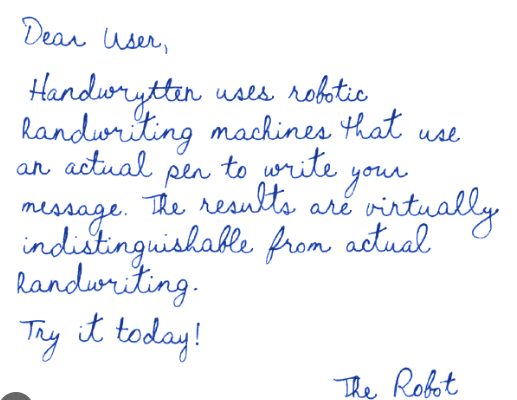 Dear User,
Handwrytten uses robotic
handwriting machines that use
an actual pen to write your
message. The results are virtually
indistinguishable from actual
handwriting.
Try it today!
The Robot